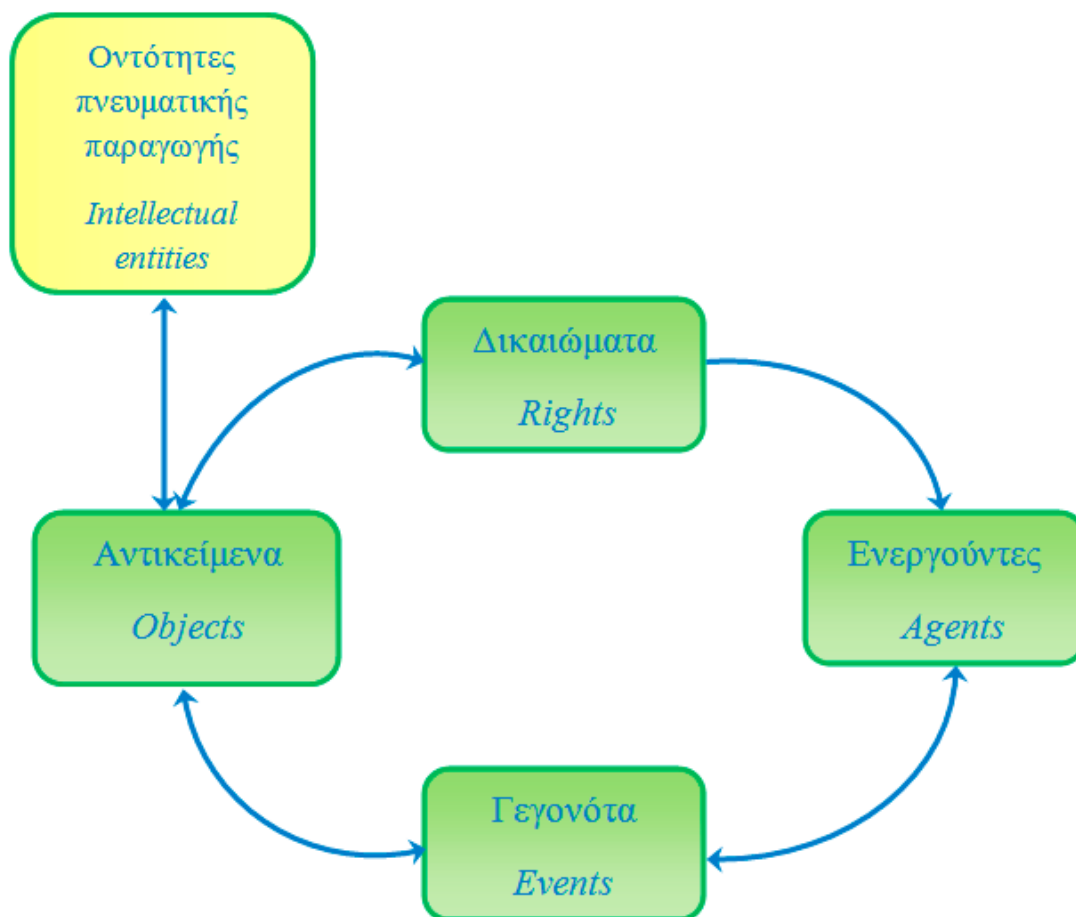 Οντότητες
πνευματικής
παραγωγής
Intellectual
entities
Δικαιώματα
Rights
Αντικείμενα
Objects
Ενεργούντες
Agents
Γεγονότα
Events